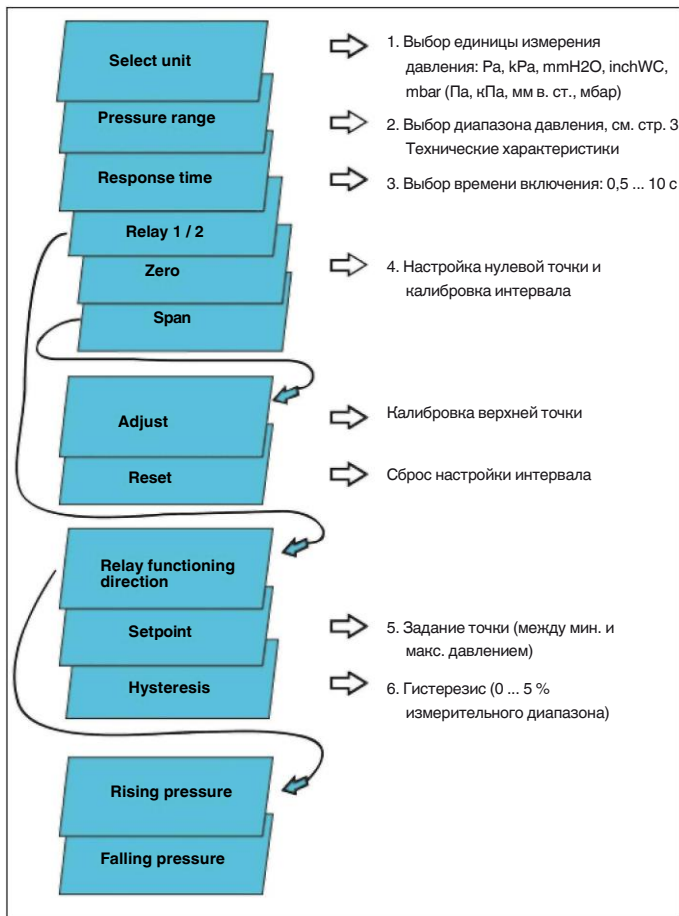 Select unit
1. Выбор единицы измерения
давления: Pa, kPa, mmH2O, inchWC,
mbar (Па, кПа, мм в. ст., мбар)
Pressure range
2. Выбор диапазона давления, см. стр. 3
Технические характеристики
Response time
3. Выбор времени включения: 0,5 ... 10 с
Relay 1 / 2
Zero
4. Настройка нулевой точки и
калибровка интервала
Span
Adjust
Калибровка верхней точки
Reset
Сброс настройки интервала
Relay functioning
direction
Setpoint
5. Задание точки (между мин. и
макс. давлением)
Hysteresis
6. Гистерезис (0 ... 5 %
измерительного диапазона)
Rising pressure
Falling pressure